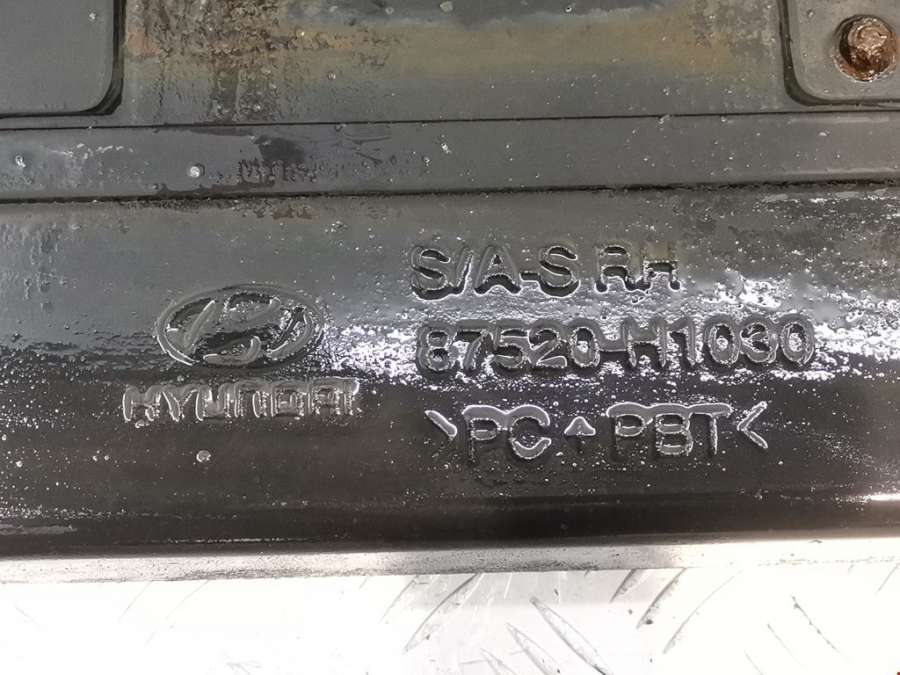 S/A-S RH
87520-H1030
HYUNDAI
>PC+PBT<